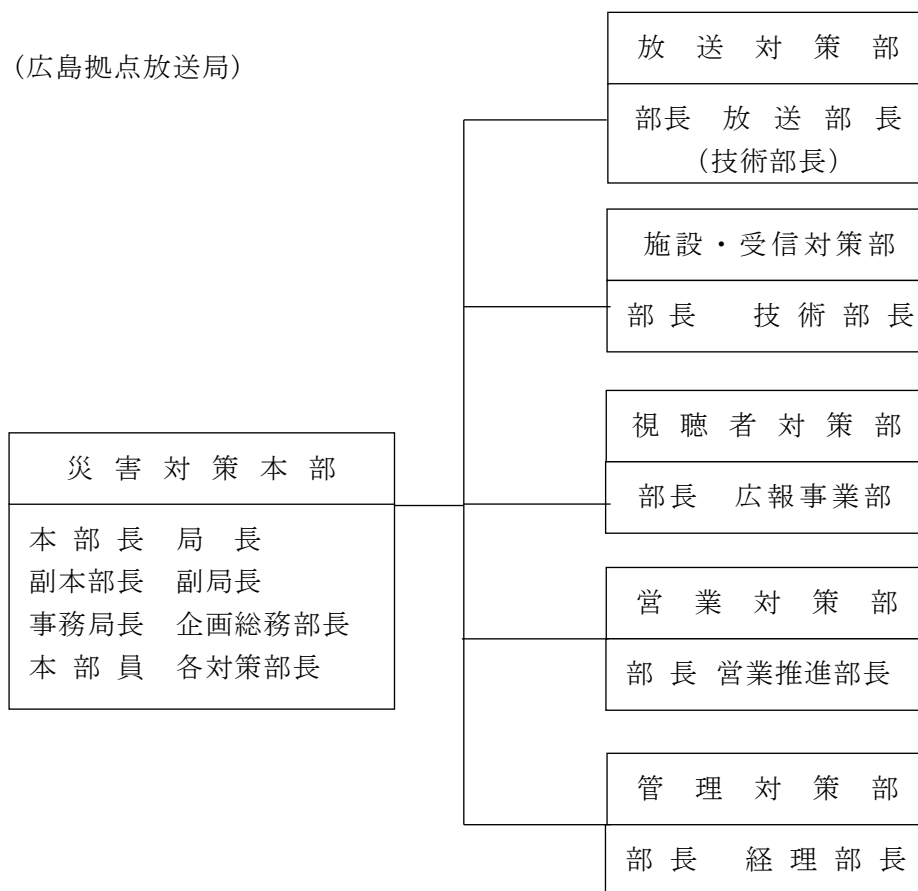 (広島拠点放送局)
放送対策部
部長 放送部長
(技術部長)
施設・受信対策部
部長 技術部長
視聴者対策部
部長 広報事業部
災害対策本部
本部長 局長
副本部長 副局長
事務局長 企画総務部長
本部員 各対策部長
営業対策部
部長 営業推進部長
管理対策部
部長 経理部長